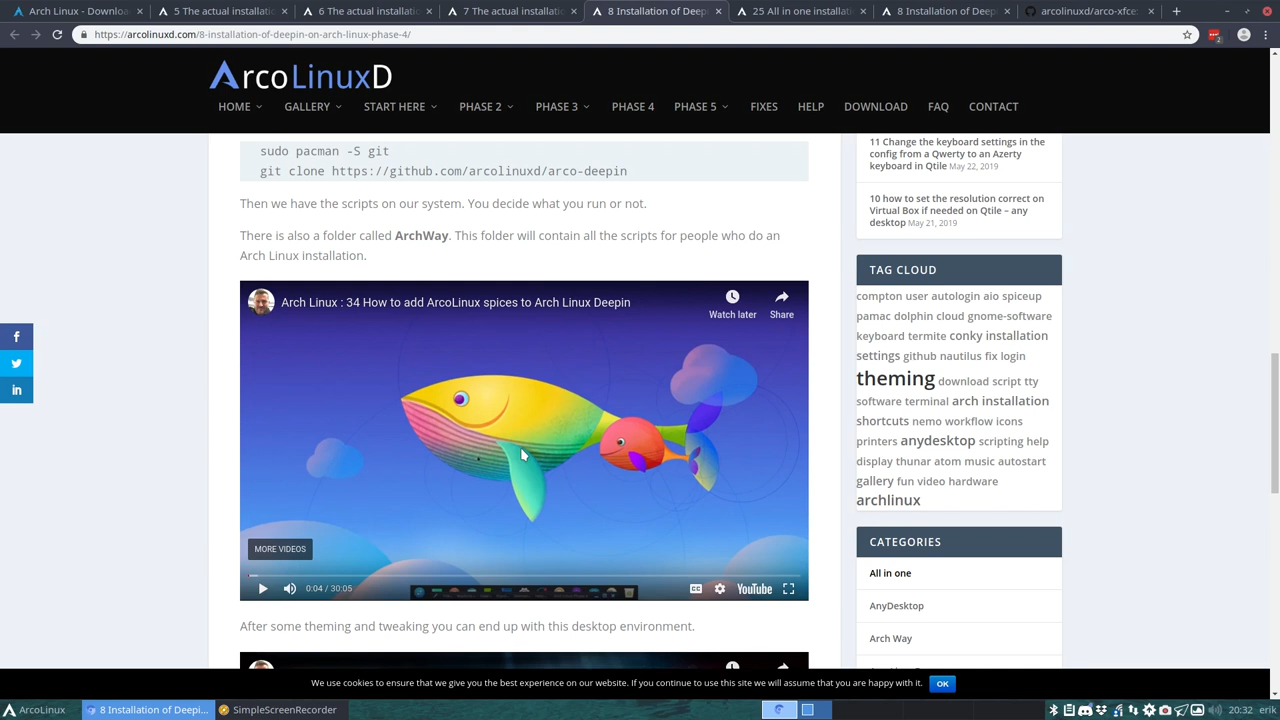 Arco Linux - Downloa
5 The actual installatio
6 The actual installatio
7 The actual installatio
8 Installation of Deepin
25 All in one installati
8 Installation of Deepin
arcolinuxd/arco-xfce:
https://arcolinuxd.com/8-installation-of-deepin-on-arch-linux-phase-4/
2
ArcoLinuxD
HOME GALLERY START HERE PHASE 2 PHASE 3 PHASE 4 PHASE 5 FIXES HELP DOWNLOAD FAQ CONTACT
sudo pacman -S git
git clone https://github.com/arcolinuxd/arco-deepin
Then we have the scripts on our system. You decide what you run or not.
There is also a folder called ArchWay. This folder will contain all the scripts for people who do an
Arch Linux installation.
Arch Linux : 34 How to add ArcoLinux spices to Arch Linux Deepin
Watch later
Share
MORE VIDEOS
0:04 / 30:05
CC
YouTube
After some theming and tweaking you can end up with this desktop environment.
11 Change the keyboard settings in the
config from a Qwerty to an Azerty
keyboard in Qtile May 22, 2019
10 how to set the resolution correct on
Virtual Box if needed on Qtile – any
desktop May 21, 2019
TAG CLOUD
compton user autologin aio spiceup
pamac dolphin cloud gnome-software
keyboard termite conky installation
settings github nautilus fix login
theming download script tty
software terminal arch installation
shortcuts nemo workflow icons
printers anydesktop scripting help
display thunar atom music autostart
gallery fun video hardware
archlinux
CATEGORIES
All in one
AnyDesktop
Arch Way
f
in
We use cookies to ensure that we give you the best experience on our website. If you continue to use this site we will assume that you are happy with it.
OK
ArcoLinux
8 Installation of Deepi...
SimpleScreenRecorder
20:32
erik